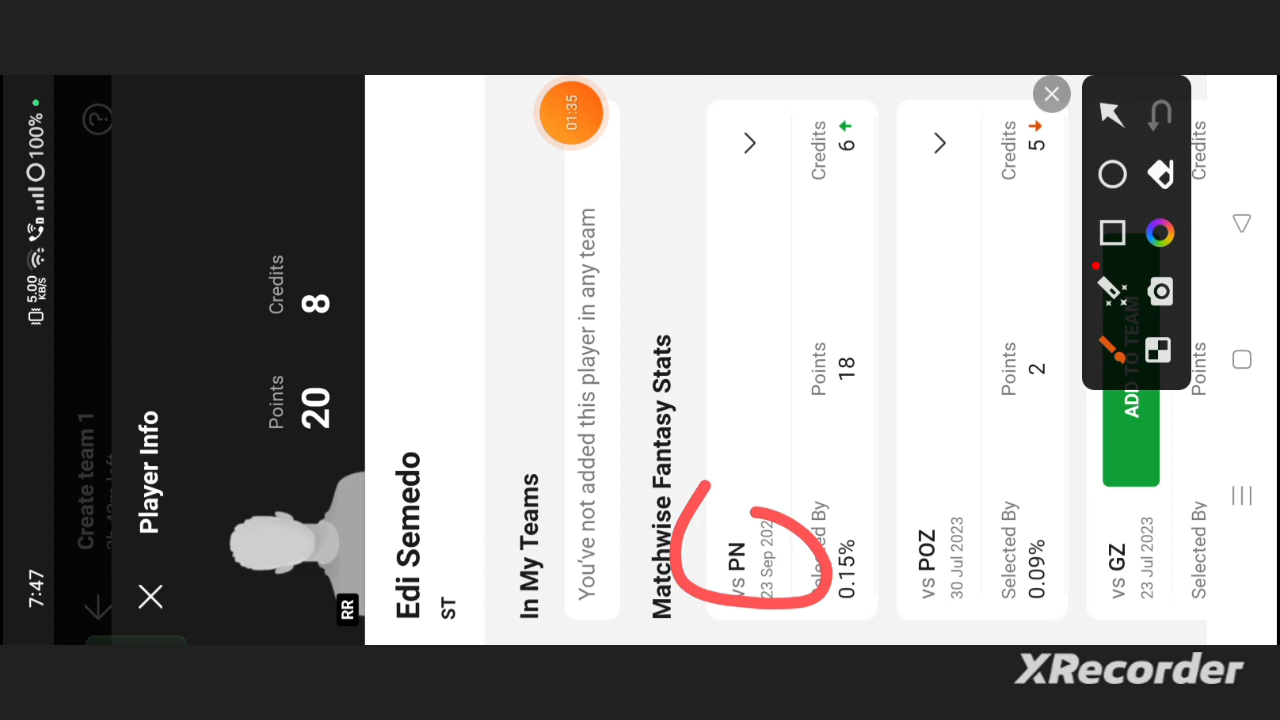 7:47
5.00 KB/S
100%
Create team 1
Player Info
RR
Points
20
Credits
8
Edi Semedo
ST
In My Teams
You've not added this player in any team
01:35
Matchwise Fantasy Stats
vs PN
23 Sep 202
Selected By
0.15%
Points
18
Credits
6
vs POZ
30 Jul 2023
Selected By
0.09%
Points
2
Credits
5
vs GZ
23 Jul 2023
Selected By
Points
Credits
ADD TO TEAM
XRecorder